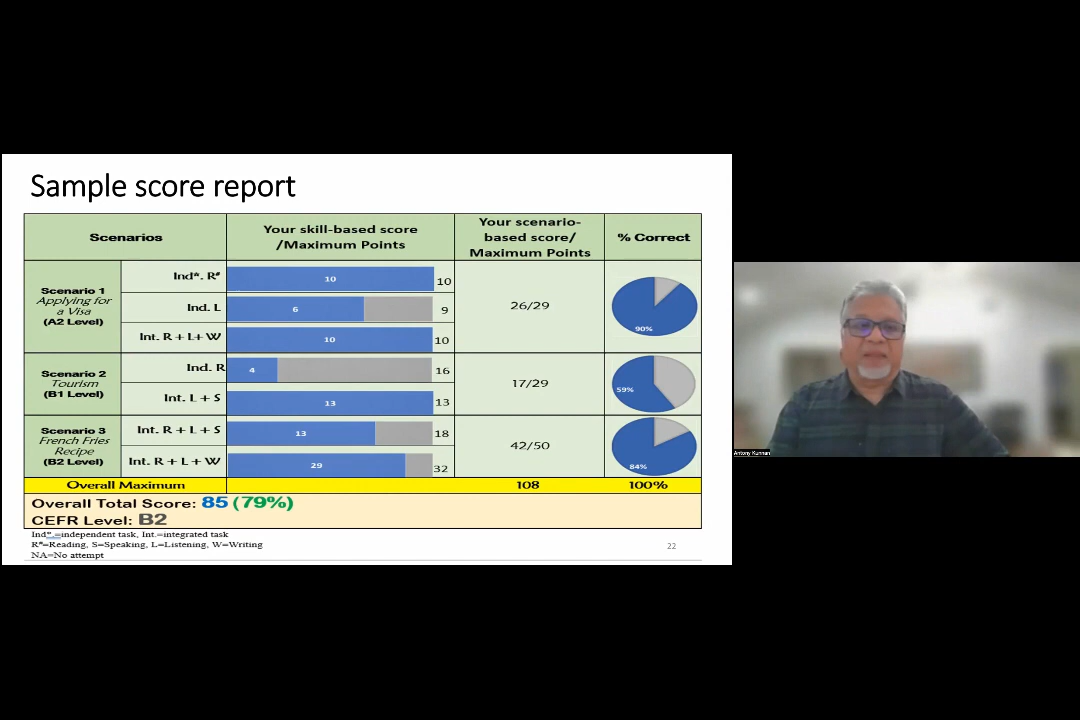 Sample score report
Scenarios
Your skill-based score
/Maximum Points
Your scenario-
based score/
Maximum Points
% Correct
Scenario 1
Applying for
a Visa
(A2 Level)
Ind*. R#
10
10
Ind. L
6
9
Int. R + L+ W
10
10
26/29
90%
Scenario 2
Tourism
(B1 Level)
Ind. R
4
16
Int. L + S
13
13
17/29
59%
Scenario 3
French Fries
Recipe
(B2 Level)
Int. R + L + S
13
18
Int. R + L + W
29
32
42/50
84%
Overall Maximum
108
100%
Overall Total Score: 85 (79%)
CEFR Level: B2
Ind*.=independent task, Int.=integrated task
R#=Reading, S=Speaking, L=Listening, W=Writing
NA=No attempt
22
Antony Kunnan